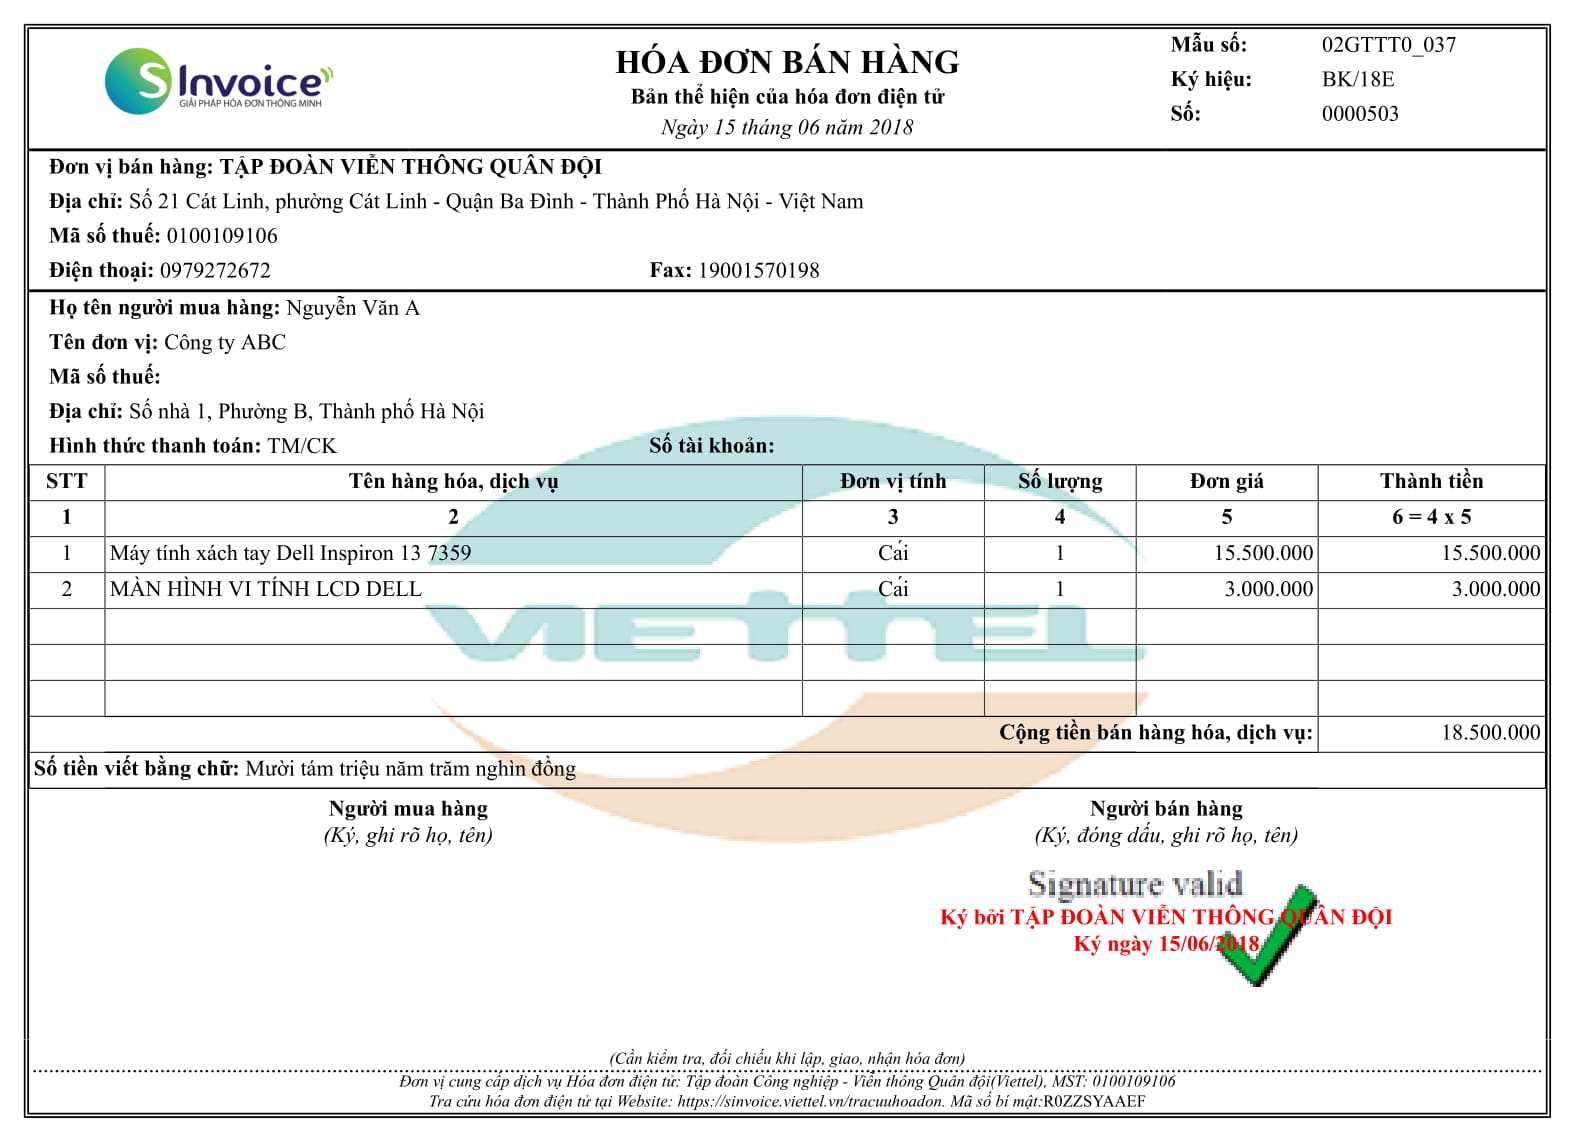 S Invoice
GIẢI PHÁP HÓA ĐƠN THÔNG MINH
HÓA ĐƠN BÁN HÀNG
Bản thể hiện của hóa đơn điện tử
Ngày 15 tháng 06 năm 2018
Mẫu số: 02GTTT0_037
Ký hiệu: BK/18E
Số: 0000503
Đơn vị bán hàng: TẬP ĐOÀN VIỄN THÔNG QUÂN ĐỘI
Địa chỉ: Số 21 Cát Linh, phường Cát Linh - Quận Ba Đình - Thành Phố Hà Nội - Việt Nam
Mã số thuế: 0100109106
Điện thoại: 0979272672 Fax: 19001570198
Họ tên người mua hàng: Nguyễn Văn A
Tên đơn vị: Công ty ABC
Mã số thuế:
Địa chỉ: Số nhà 1, Phường B, Thành phố Hà Nội
Hình thức thanh toán: TM/CK Số tài khoản:
STT Tên hàng hóa, dịch vụ Đơn vị tính Số lượng Đơn giá Thành tiền
1 2 3 4 5 6 = 4 x 5
1 Máy tính xách tay Dell Inspiron 13 7359 Cái 1 15.500.000 15.500.000
2 MÀN HÌNH VI TÍNH LCD DELL Cái 1 3.000.000 3.000.000
VIETTEL
Cộng tiền bán hàng hóa, dịch vụ: 18.500.000
Số tiền viết bằng chữ: Mười tám triệu năm trăm nghìn đồng
Người mua hàng Người bán hàng
(Ký, ghi rõ họ, tên) (Ký, đóng dấu, ghi rõ họ, tên)
Signature valid
Ký bởi TẬP ĐOÀN VIỄN THÔNG QUÂN ĐỘI
Ký ngày 15/06/2018
(Cần kiểm tra, đối chiếu khi lập, giao, nhận hóa đơn)
Đơn vị cung cấp dịch vụ Hóa đơn điện tử: Tập đoàn Công nghiệp - Viễn thông Quân đội(Viettel), MST: 0100109106
Tra cứu hóa đơn điện tử tại Website: https://sinvoice.viettel.vn/tracuuhoadon. Mã số bí mật:R0ZZSYAAEF